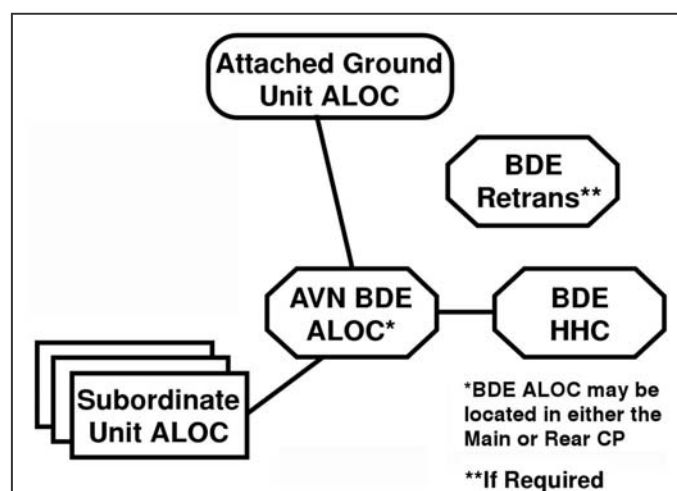 Attached Ground
Unit ALOC
BDE
Retrans**
AVN BDE
ALOC*
BDE
HHC
Subordinate
Unit ALOC
*BDE ALOC may be
located in either the
Main or Rear CP
**If Required